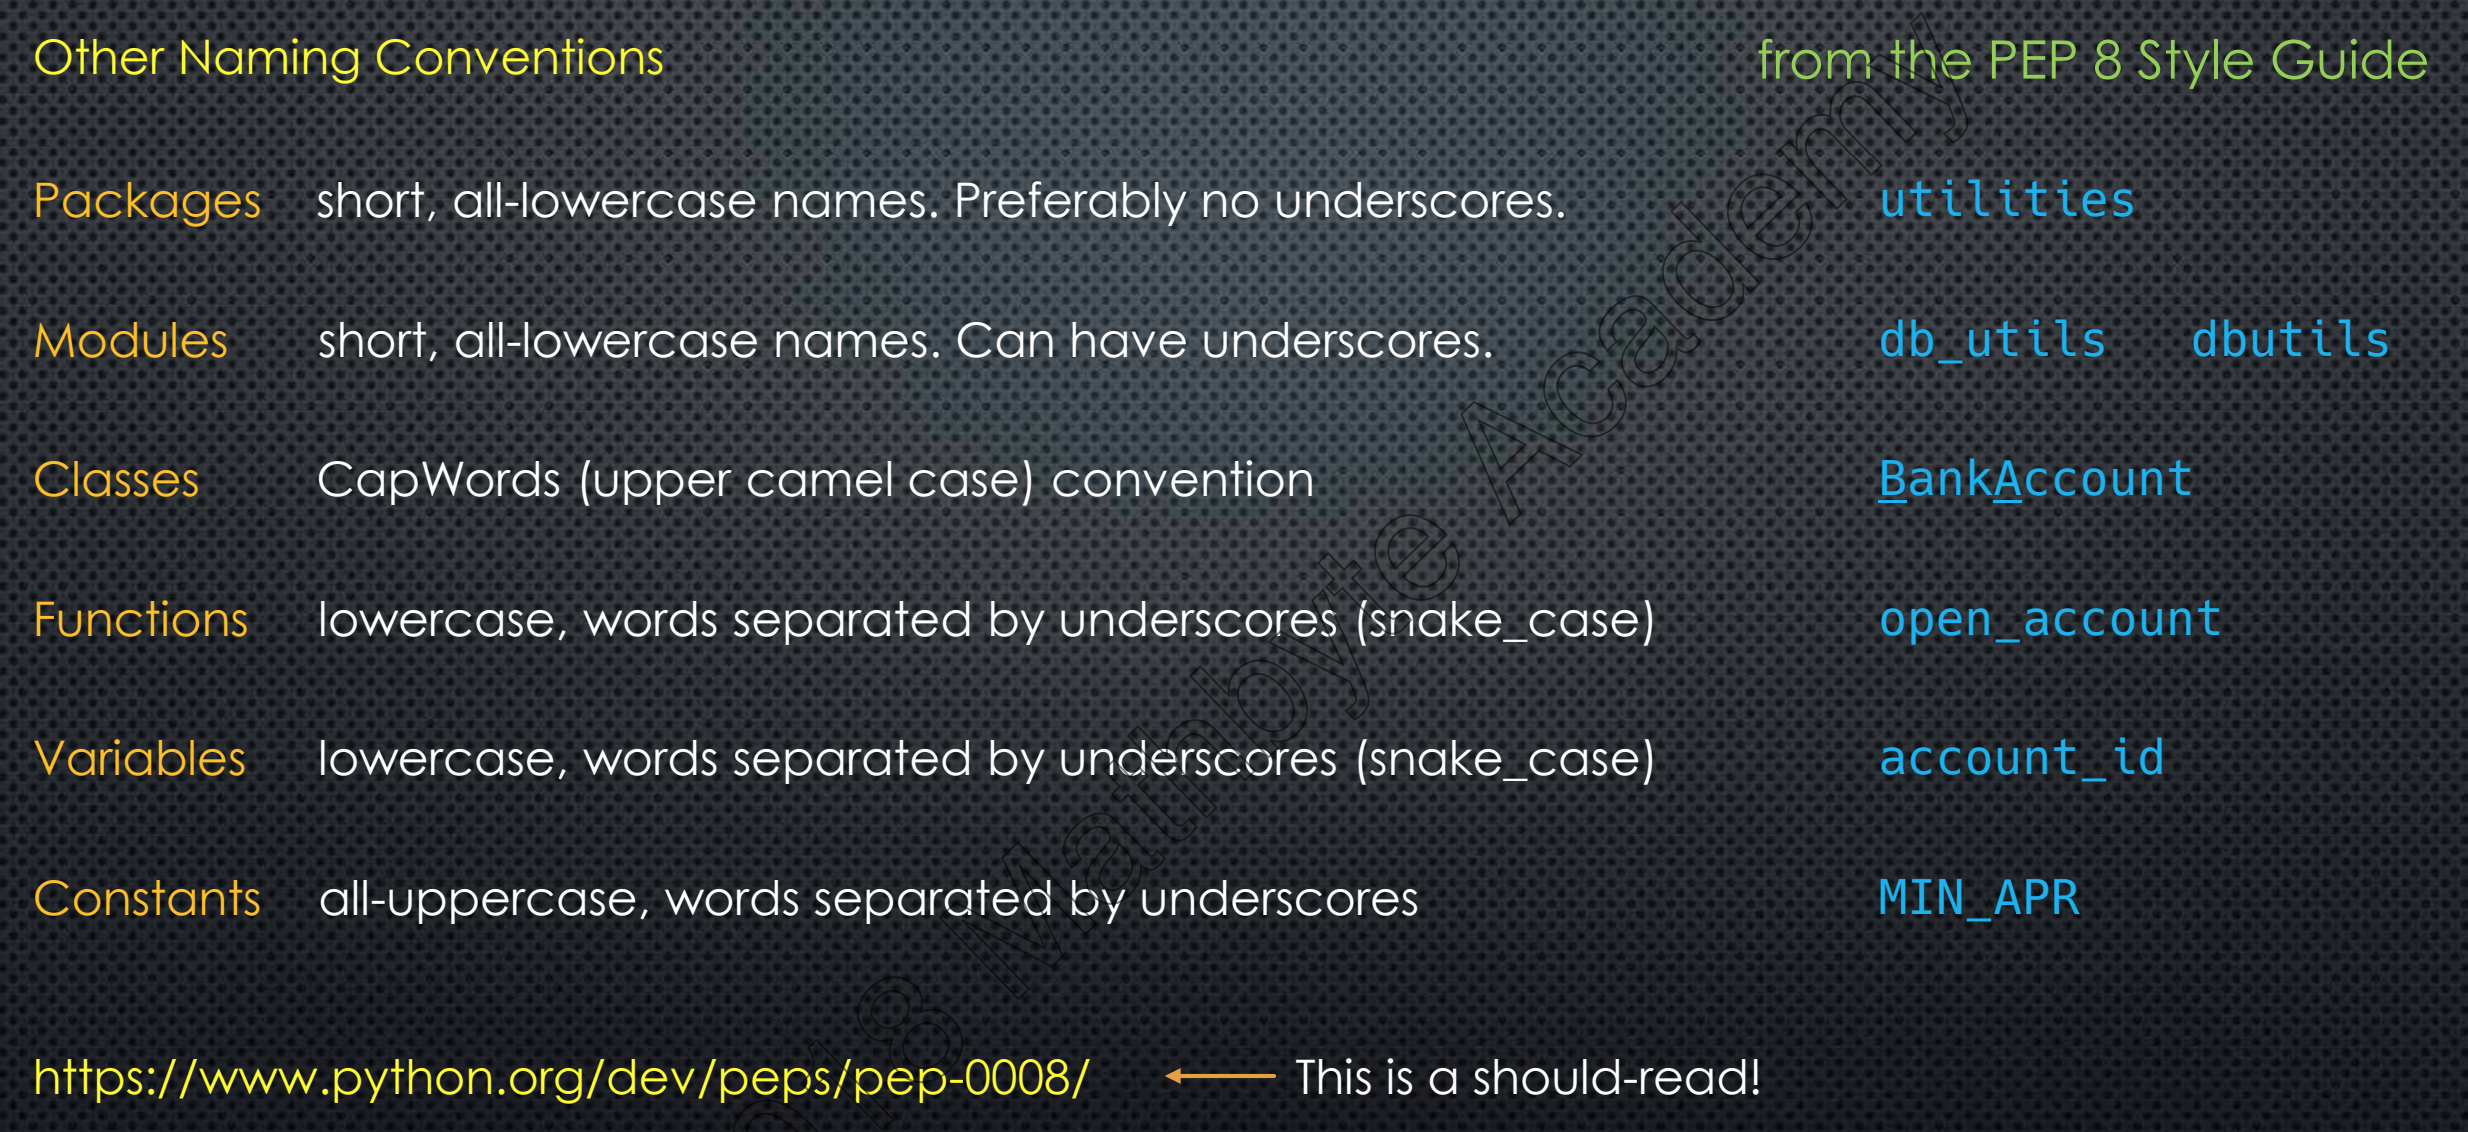 Other Naming Conventions from the PEP 8 Style Guide
Packages short, all-lowercase names. Preferably no underscores. utilities
Modules short, all-lowercase names. Can have underscores. db_utils dbutils
Classes CapWords (upper camel case) convention BankAccount
Functions lowercase, words separated by underscores (snake_case) open_account
Variables lowercase, words separated by underscores (snake_case) account_id
Constants all-uppercase, words separated by underscores MIN_APR
https://www.python.org/dev/peps/pep-0008/ This is a should-read!
Mathbyte Academy